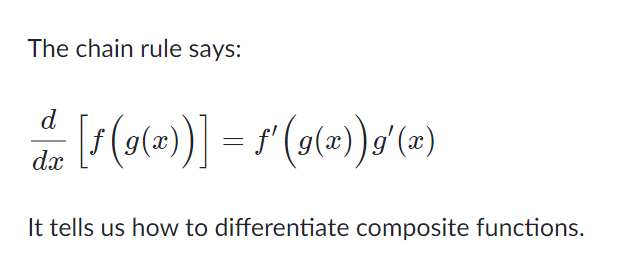 The chain rule says:
d/dx [f(g(x))] = f′(g(x))g′(x)
It tells us how to differentiate composite functions.